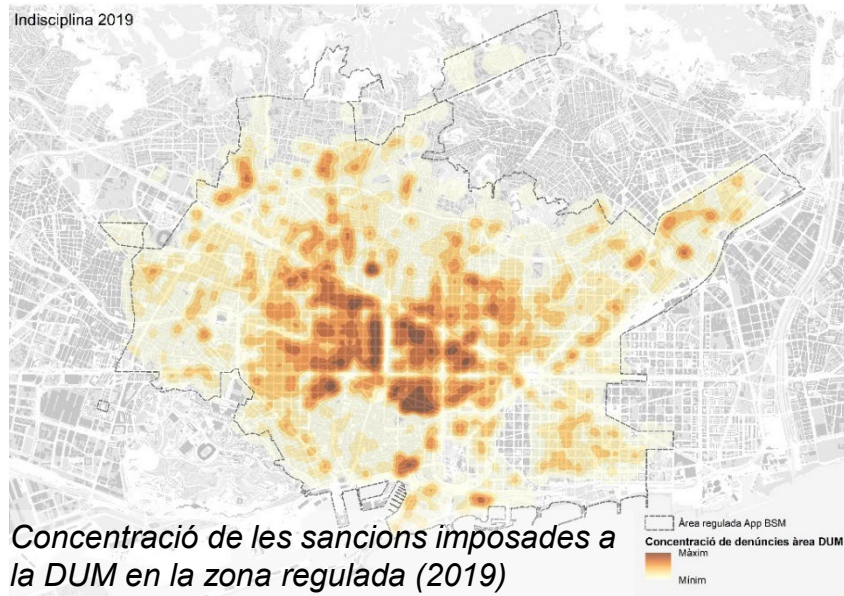 Indisciplina 2019
Àrea regulada App BSM
Concentració de denúncies àrea DUM
Màxim
Mínim
Concentració de les sancions imposades a
la DUM en la zona regulada (2019)